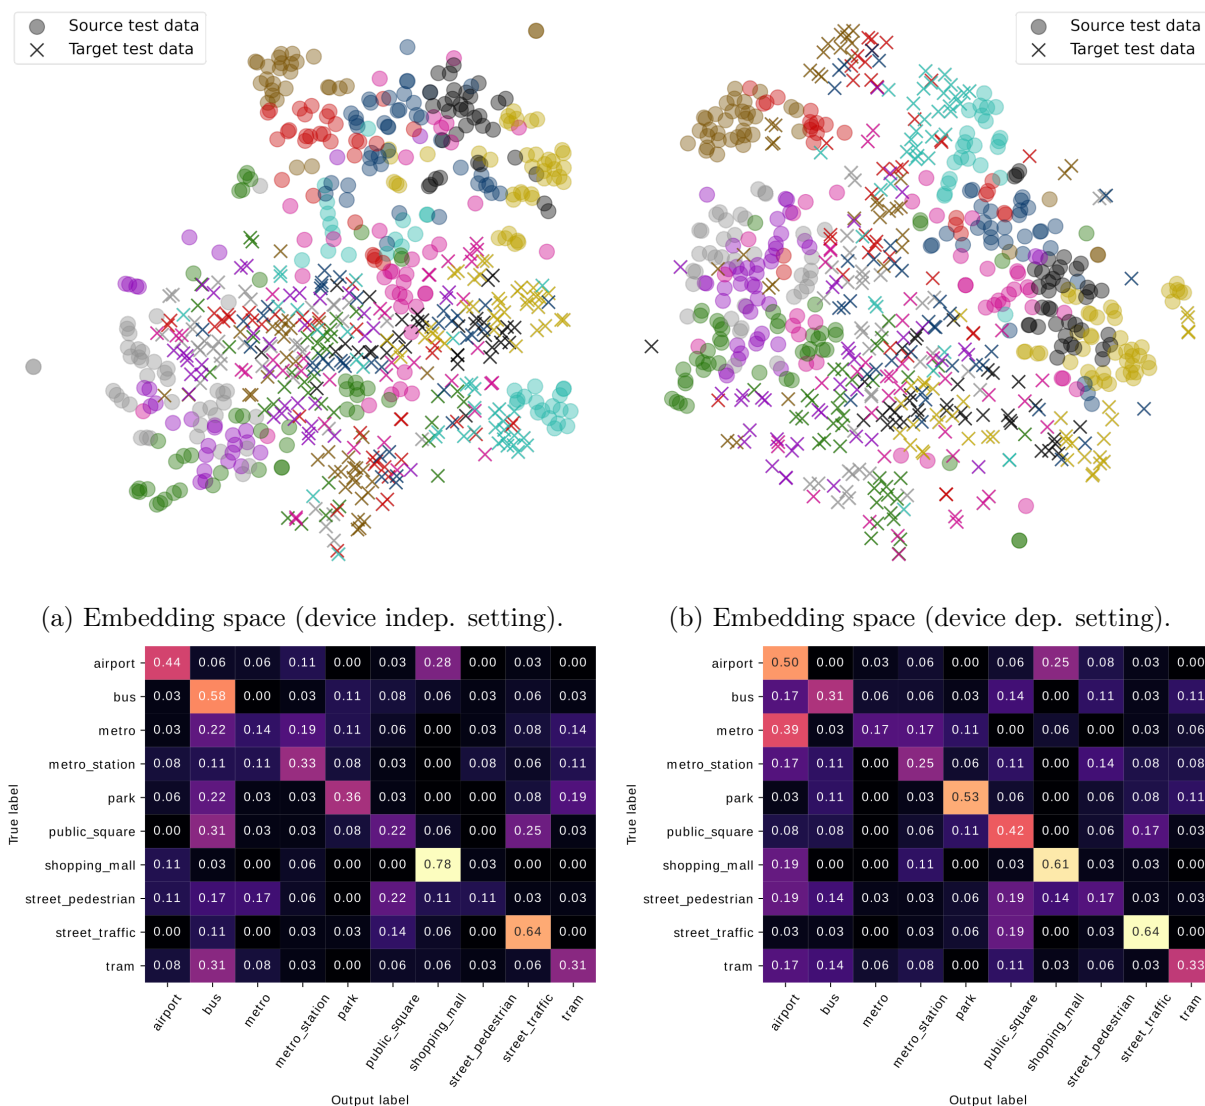 Source test data
Target test data
Source test data
Target test data
(a) Embedding space (device indep. setting).
(b) Embedding space (device dep. setting).
True label
airport 0.44 0.06 0.06 0.11 0.00 0.03 0.28 0.00 0.03 0.00
bus 0.03 0.58 0.00 0.03 0.11 0.08 0.06 0.03 0.06 0.03
metro 0.03 0.22 0.14 0.19 0.11 0.06 0.00 0.03 0.08 0.14
metro_station 0.08 0.11 0.11 0.33 0.08 0.03 0.00 0.08 0.06 0.11
park 0.06 0.22 0.03 0.03 0.36 0.03 0.00 0.00 0.08 0.19
public_square 0.00 0.31 0.03 0.03 0.08 0.22 0.06 0.00 0.25 0.03
shopping_mall 0.11 0.03 0.00 0.06 0.00 0.00 0.78 0.03 0.00 0.00
street_pedestrian 0.11 0.17 0.17 0.06 0.00 0.22 0.11 0.11 0.03 0.03
street_traffic 0.00 0.11 0.00 0.03 0.03 0.14 0.06 0.00 0.64 0.00
tram 0.08 0.31 0.08 0.03 0.00 0.06 0.06 0.03 0.06 0.31
airport bus metro metro_station park public_square shopping_mall street_pedestrian street_traffic tram
Output label
True label
airport 0.50 0.00 0.03 0.06 0.00 0.06 0.25 0.08 0.03 0.00
bus 0.17 0.31 0.06 0.06 0.03 0.14 0.00 0.11 0.03 0.11
metro 0.39 0.03 0.17 0.17 0.11 0.00 0.06 0.00 0.03 0.06
metro_station 0.17 0.11 0.00 0.25 0.06 0.11 0.00 0.14 0.08 0.08
park 0.03 0.11 0.00 0.03 0.53 0.06 0.00 0.06 0.08 0.11
public_square 0.08 0.08 0.00 0.06 0.11 0.42 0.00 0.06 0.17 0.03
shopping_mall 0.19 0.00 0.00 0.11 0.00 0.03 0.61 0.03 0.03 0.00
street_pedestrian 0.19 0.14 0.06 0.03 0.03 0.19 0.14 0.17 0.03 0.03
street_traffic 0.03 0.03 0.00 0.03 0.06 0.19 0.00 0.03 0.64 0.00
tram 0.17 0.14 0.06 0.08 0.00 0.11 0.03 0.03 0.06 0.33
airport bus metro metro_station park public_square shopping_mall street_pedestrian street_traffic tram
Output label